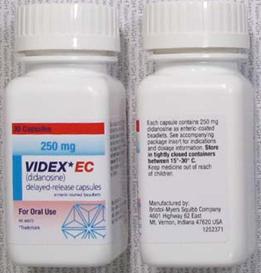 30 Capsules
250 mg
VIDEX* EC
(didanosine)
delayed-release capsules
enteric-coated beadlets
For Oral Use
*Trademark
Each capsule contains 250 mg
didanosine as enteric-coated
beadlets. See accompanying
package insert for indications
and dosage information. Store
in tightly closed containers
between 15°-30° C.
Keep medicine out of reach
of children.
Manufactured by:
Bristol-Myers Squibb Company
4601 Highway 62 East
Mt. Vernon, Indiana 47620 USA
1252371